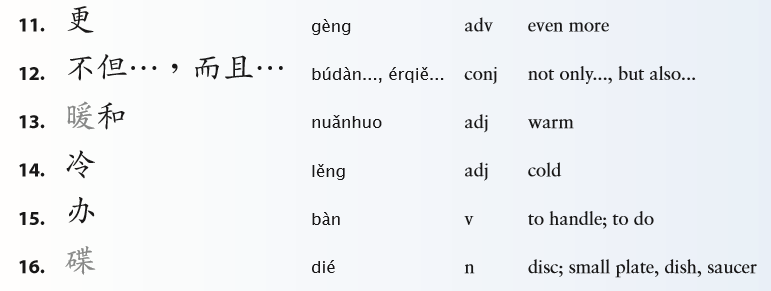 11. 更 gèng adv even more
12. 不但…，而且… búdàn..., érqiě... conj not only..., but also...
13. 暖和 nuǎnhuo adj warm
14. 冷 lěng adj cold
15. 办 bàn v to handle; to do
16. 碟 dié n disc; small plate, dish, saucer